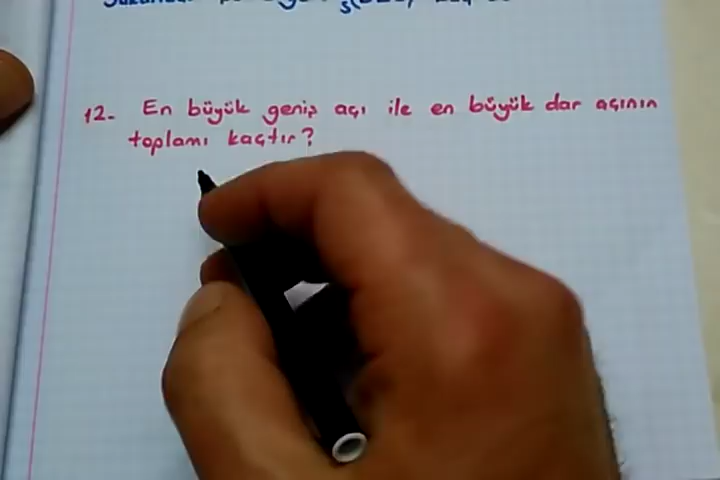 12- En büyük geniş açı ile en büyük dar açının
toplamı kaçtır?